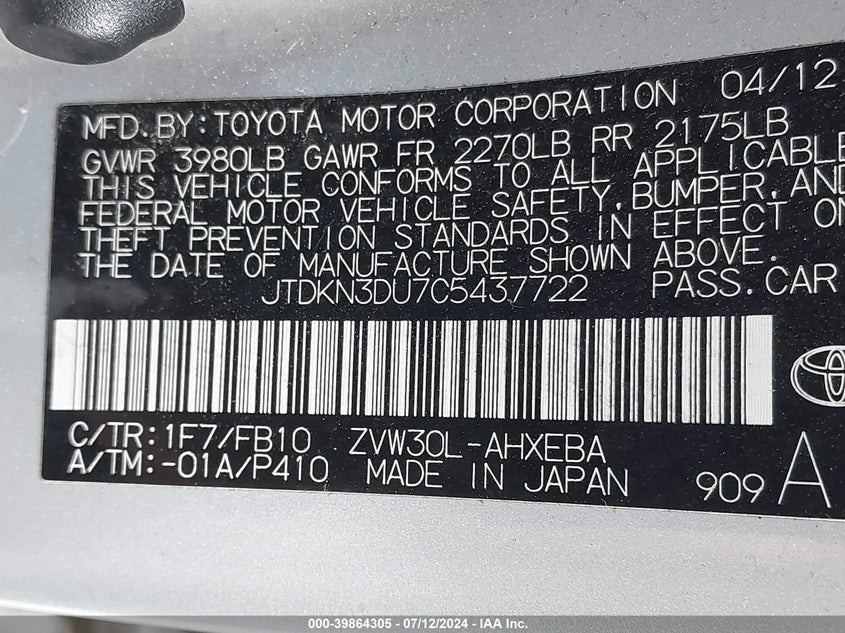 MFD. BY: TOYOTA MOTOR CORPORATION 04/12
GVWR 3980LB GAWR FR 2270LB RR 2175LB
THIS VEHICLE CONFORMS TO ALL APPLICABLE
FEDERAL MOTOR VEHICLE SAFETY, BUMPER, AND
THEFT PREVENTION STANDARDS IN EFFECT ON
THE DATE OF MANUFACTURE SHOWN ABOVE.
JTDKN3DU7C5437722 PASS. CAR
C/TR: 1F7/FB10 ZVW30L-AHXEBA
A/TM: -01A/P410 MADE IN JAPAN 909 A
000-39864305 - 07/12/2024 - IAA Inc.